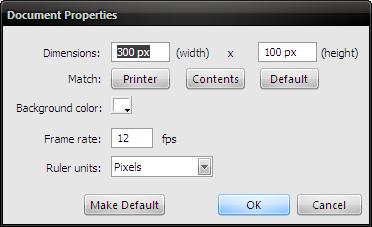 Document Properties
Dimensions: 300 px (width) x 100 px (height)
Match: Printer Contents Default
Background color:
Frame rate: 12 fps
Ruler units: Pixels
Make Default OK Cancel